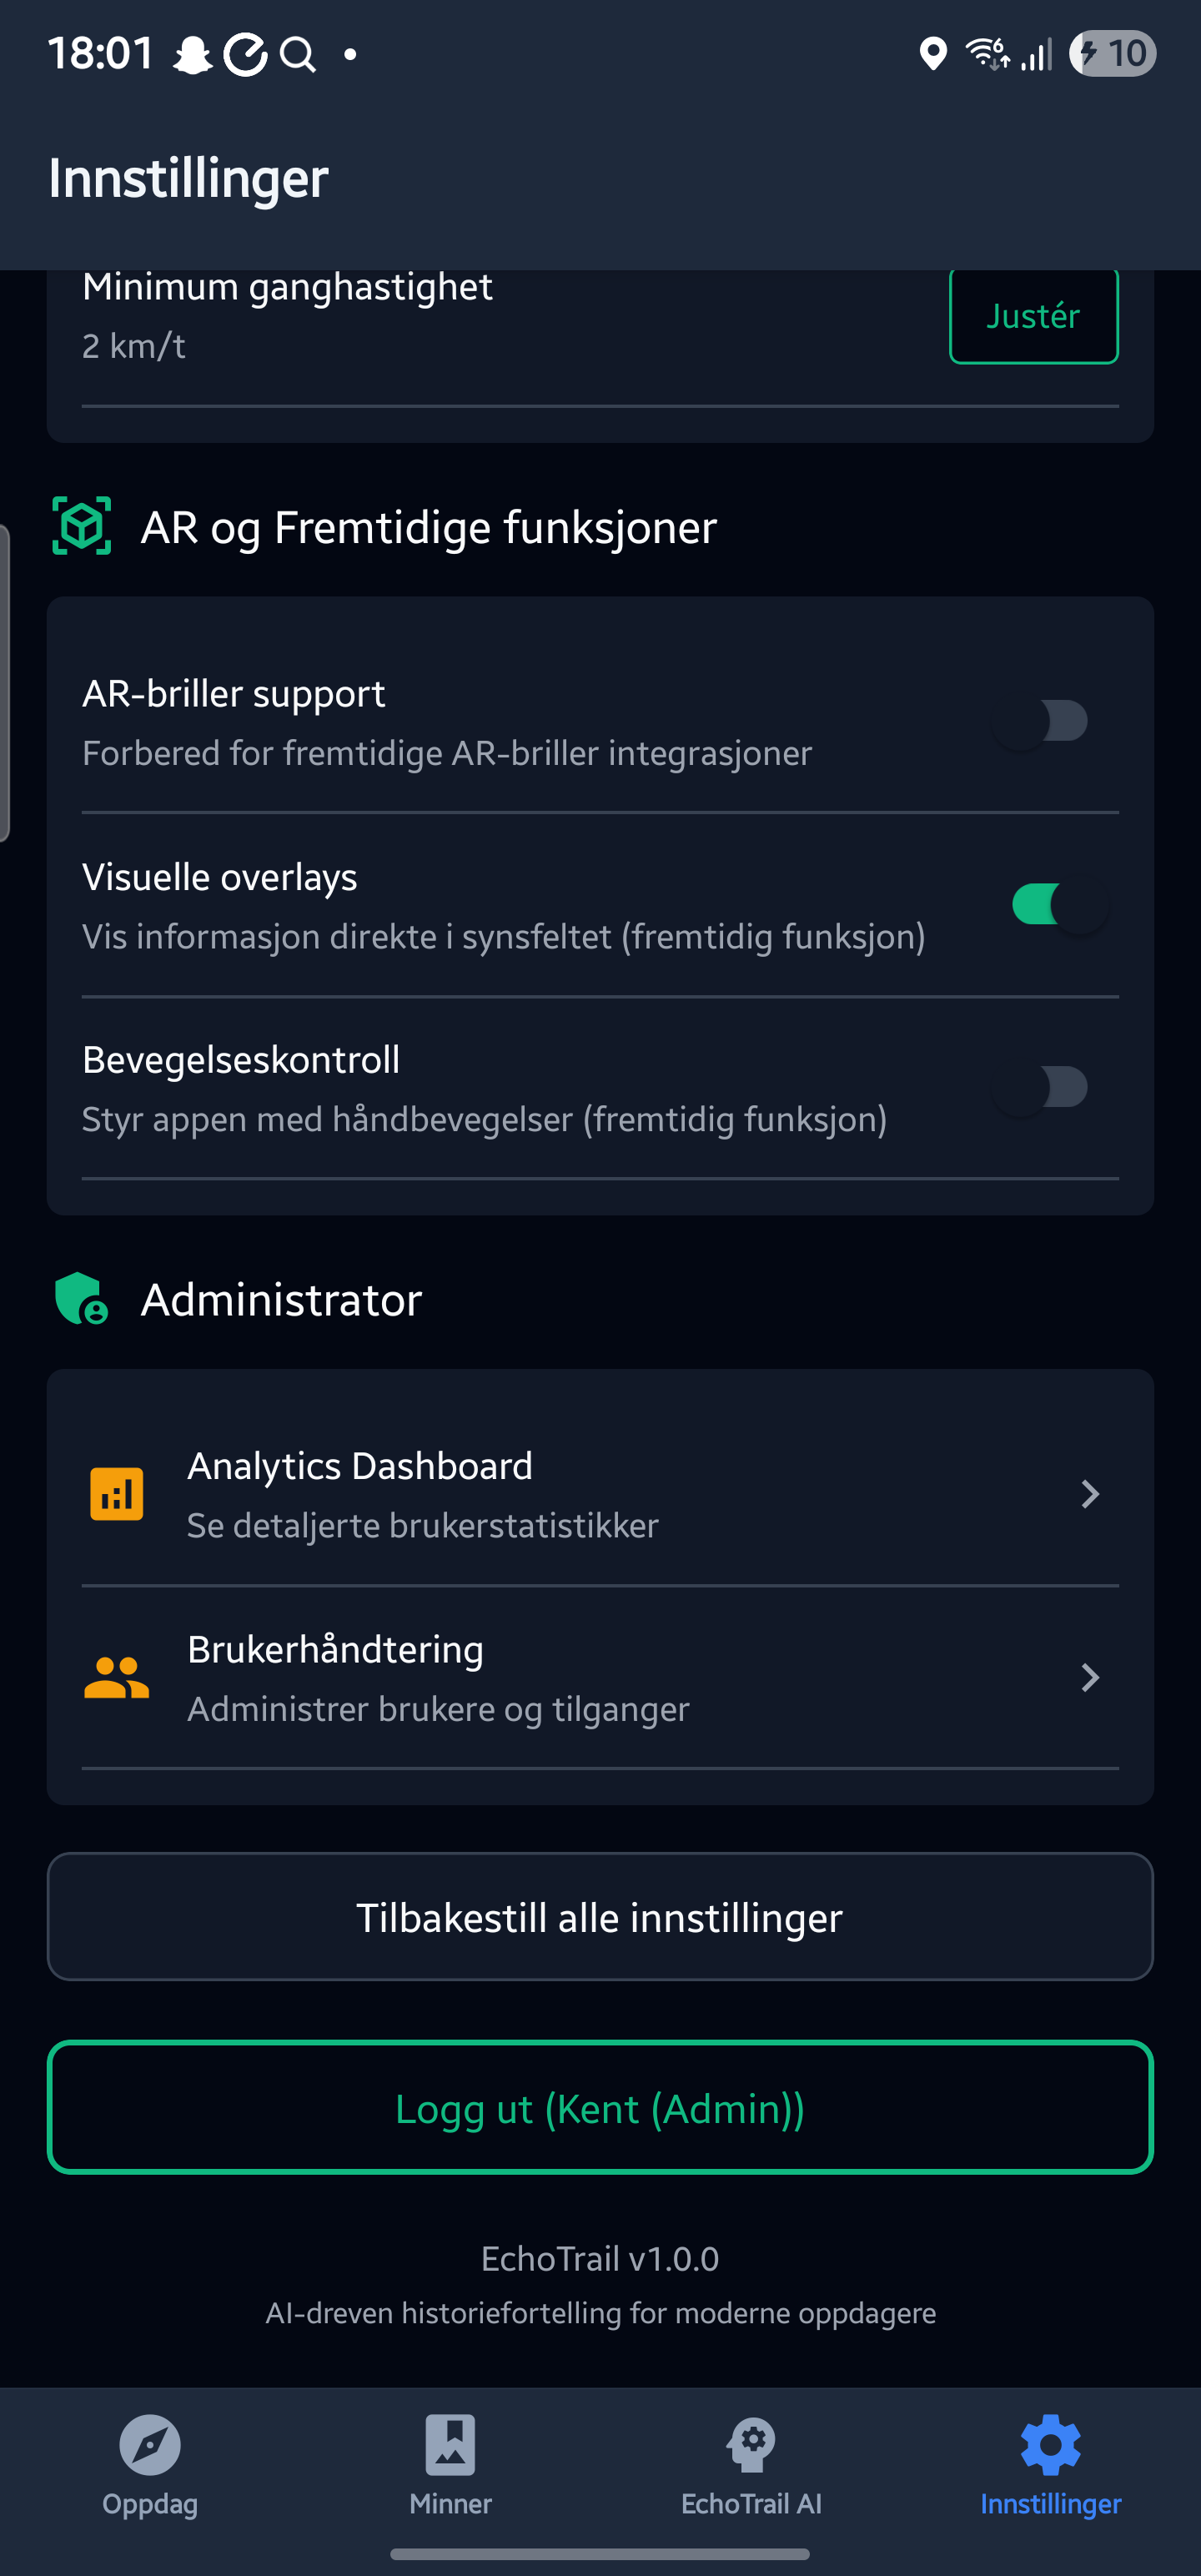 18:01
10
Innstillinger
Minimum ganghastighet
2 km/t
Justér
AR og Fremtidige funksjoner
AR-briller support
Forbered for fremtidige AR-briller integrasjoner
Visuelle overlays
Vis informasjon direkte i synsfeltet (fremtidig funksjon)
Bevegelseskontroll
Styr appen med håndbevegelser (fremtidig funksjon)
Administrator
Analytics Dashboard
Se detaljerte brukerstatistikker
Brukerhåndtering
Administrer brukere og tilganger
Tilbakestill alle innstillinger
Logg ut (Kent (Admin))
EchoTrail v1.0.0
AI-dreven historiefortelling for moderne oppdagere
Oppdag
Minner
EchoTrail AI
Innstillinger